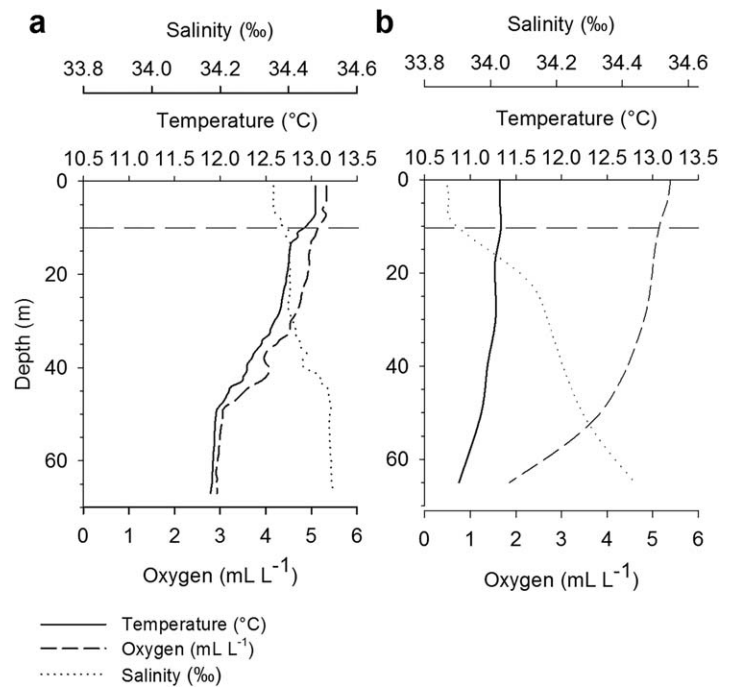 a
Salinity (‰)
33.8 34.0 34.2 34.4 34.6
Temperature (°C)
10.5 11.0 11.5 12.0 12.5 13.0 13.5
0
20
40
60
Depth (m)
0 1 2 3 4 5 6
Oxygen (mL L-1)
b
Salinity (‰)
33.8 34.0 34.2 34.4 34.6
Temperature (°C)
10.5 11.0 11.5 12.0 12.5 13.0 13.5
0
20
40
60
0 1 2 3 4 5 6
Oxygen (mL L-1)
Temperature (°C)
Oxygen (mL L-1)
Salinity (‰)